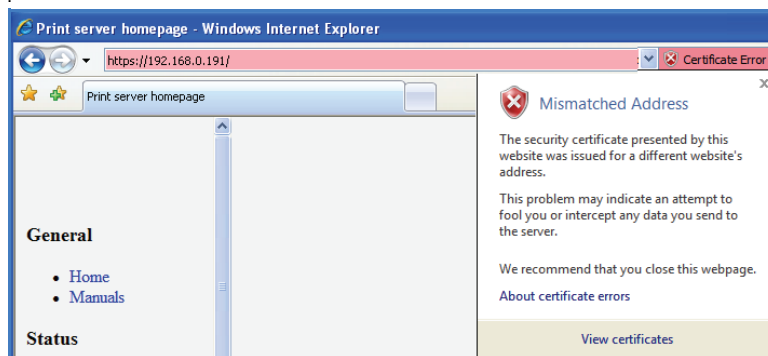 Print server homepage - Windows Internet Explorer
https://192.168.0.191/
Certificate Error
Print server homepage
X
Mismatched Address
The security certificate presented by this
website was issued for a different website's
address.
This problem may indicate an attempt to
fool you or intercept any data you send to
the server.
We recommend that you close this webpage.
About certificate errors
View certificates
General
• Home
• Manuals
Status